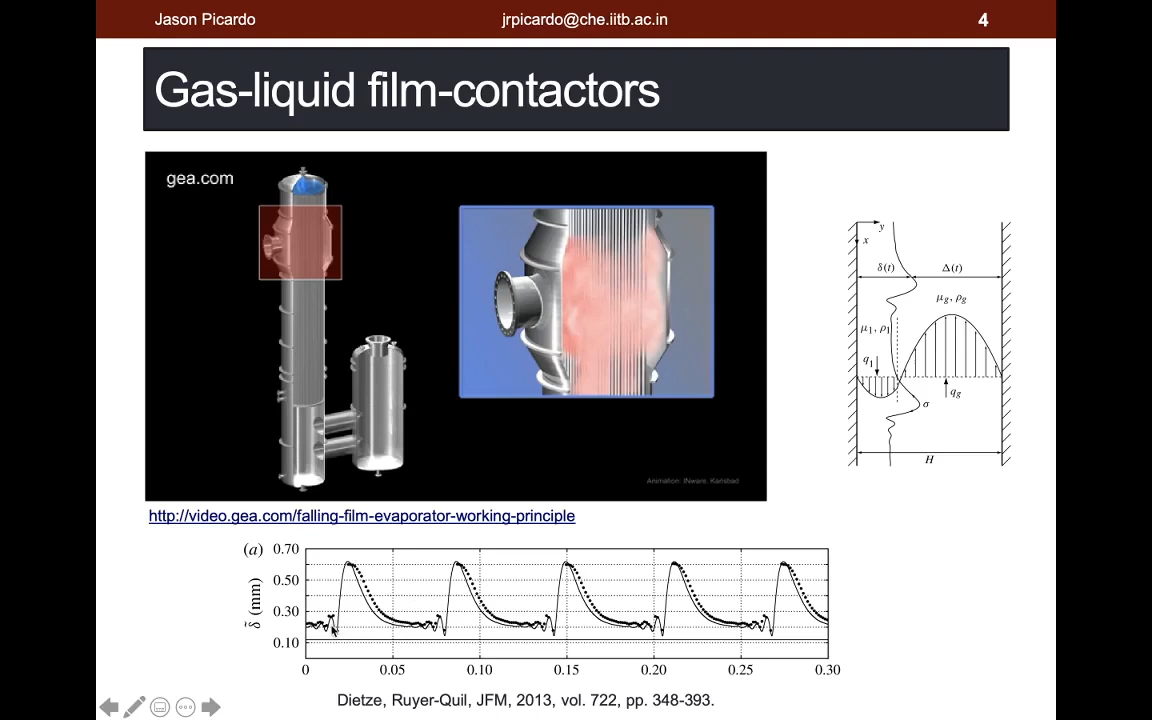 Jason Picardo
jrpicardo@che.iitb.ac.in
4
Gas-liquid film-contactors
gea.com
Animation: INware, Karlsbad
y
x
δ(t)
Δ(t)
μg, ρg
μ1, ρ1
q1
qg
σ
H
http://video.gea.com/falling-film-evaporator-working-principle
(a)
0.70
0.50
0.30
0.10
δ̃ (mm)
0
0.05
0.10
0.15
0.20
0.25
0.30
Dietze, Ruyer-Quil, JFM, 2013, vol. 722, pp. 348-393.